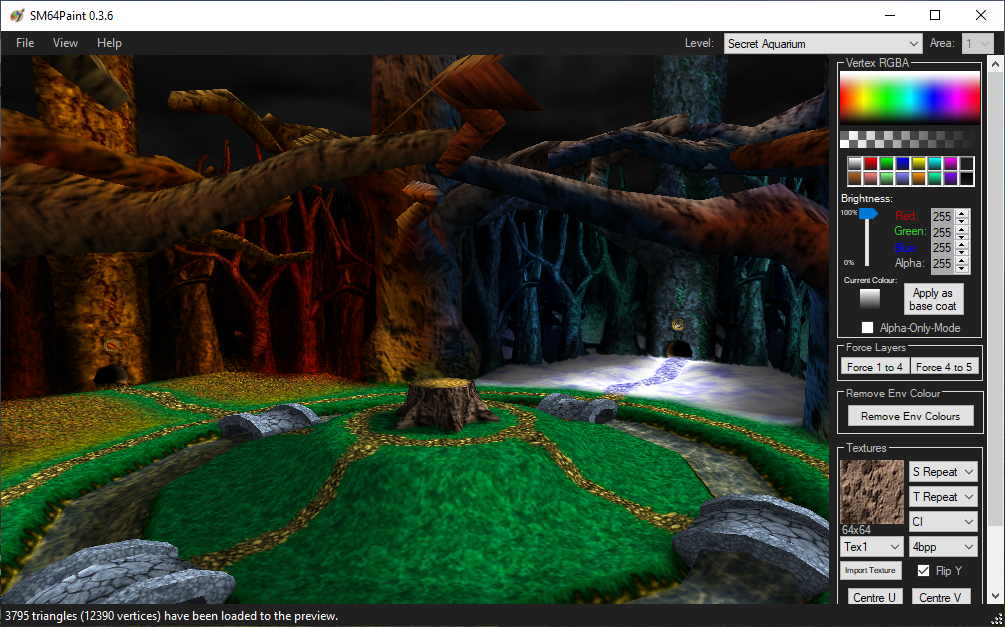 SM64Paint 0.3.6
File View Help
Level: Secret Aquarium Area: 1
Vertex RGBA
Brightness:
100%
Red: 255
Green: 255
Blue: 255
0% Alpha: 255
Current Colour:
Apply as
base coat
Alpha-Only-Mode
Force Layers
Force 1 to 4 Force 4 to 5
Remove Env Colour
Remove Env Colours
Textures
S Repeat
T Repeat
CI
64x64
Tex1 4bpp
Import Texture Flip Y
Centre U Centre V
3795 triangles (12390 vertices) have been loaded to the preview.